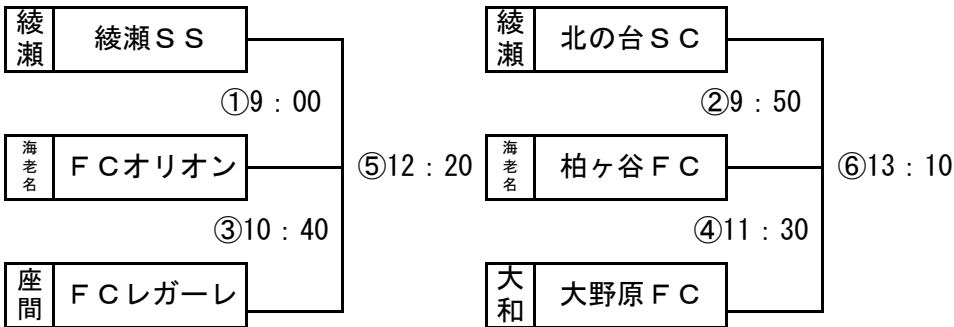 綾瀬 綾瀬ＳＳ
①9：00
海老名 ＦＣオリオン
⑤12：20
③10：40
座間 ＦＣレガーレ
綾瀬 北の台ＳＣ
②9：50
海老名 柏ヶ谷ＦＣ
⑥13：10
④11：30
大和 大野原ＦＣ